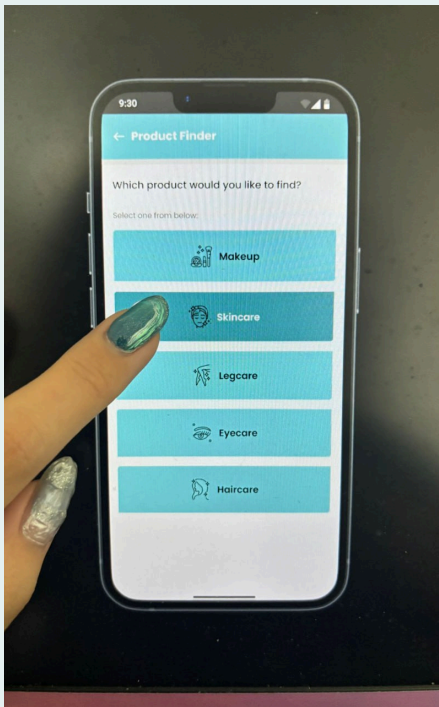 9:30
← Product Finder
Which product would you like to find?
Select one from below:
Makeup
Skincare
Legcare
Eyecare
Haircare